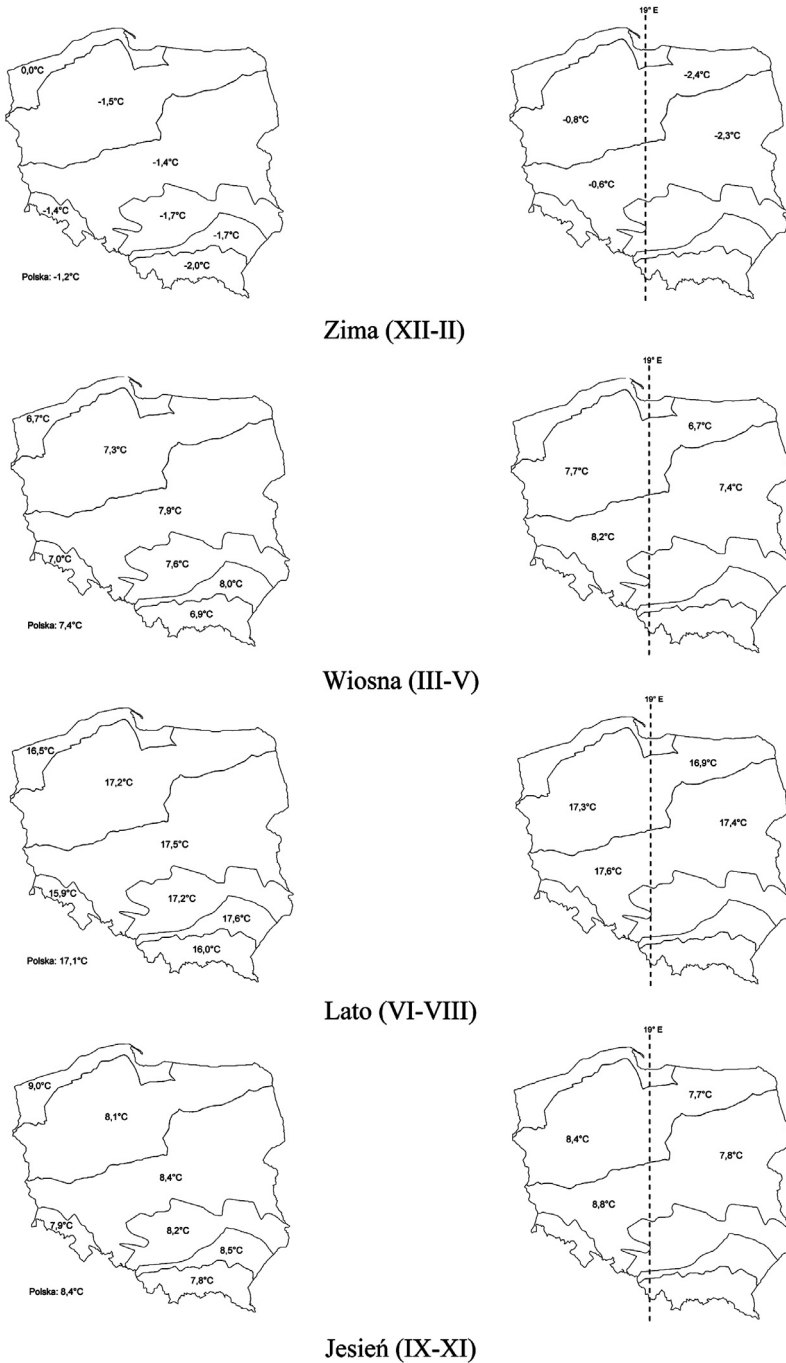 19° E
0,0°C
-1,5°C
-1,4°C
-1,4°C
-1,7°C
-1,7°C
-2,0°C
Polska: -1,2°C
-2,4°C
-0,8°C
-2,3°C
-0,6°C
Zima (XII-II)
19° E
6,7°C
7,3°C
7,9°C
7,0°C
7,6°C
8,0°C
6,9°C
Polska: 7,4°C
6,7°C
7,7°C
7,4°C
8,2°C
Wiosna (III-V)
19° E
16,5°C
17,2°C
17,5°C
15,9°C
17,2°C
17,6°C
16,0°C
Polska: 17,1°C
16,9°C
17,3°C
17,4°C
17,6°C
Lato (VI-VIII)
19° E
9,0°C
8,1°C
8,4°C
7,9°C
8,2°C
8,5°C
7,8°C
Polska: 8,4°C
7,7°C
8,4°C
7,8°C
8,8°C
Jesień (IX-XI)